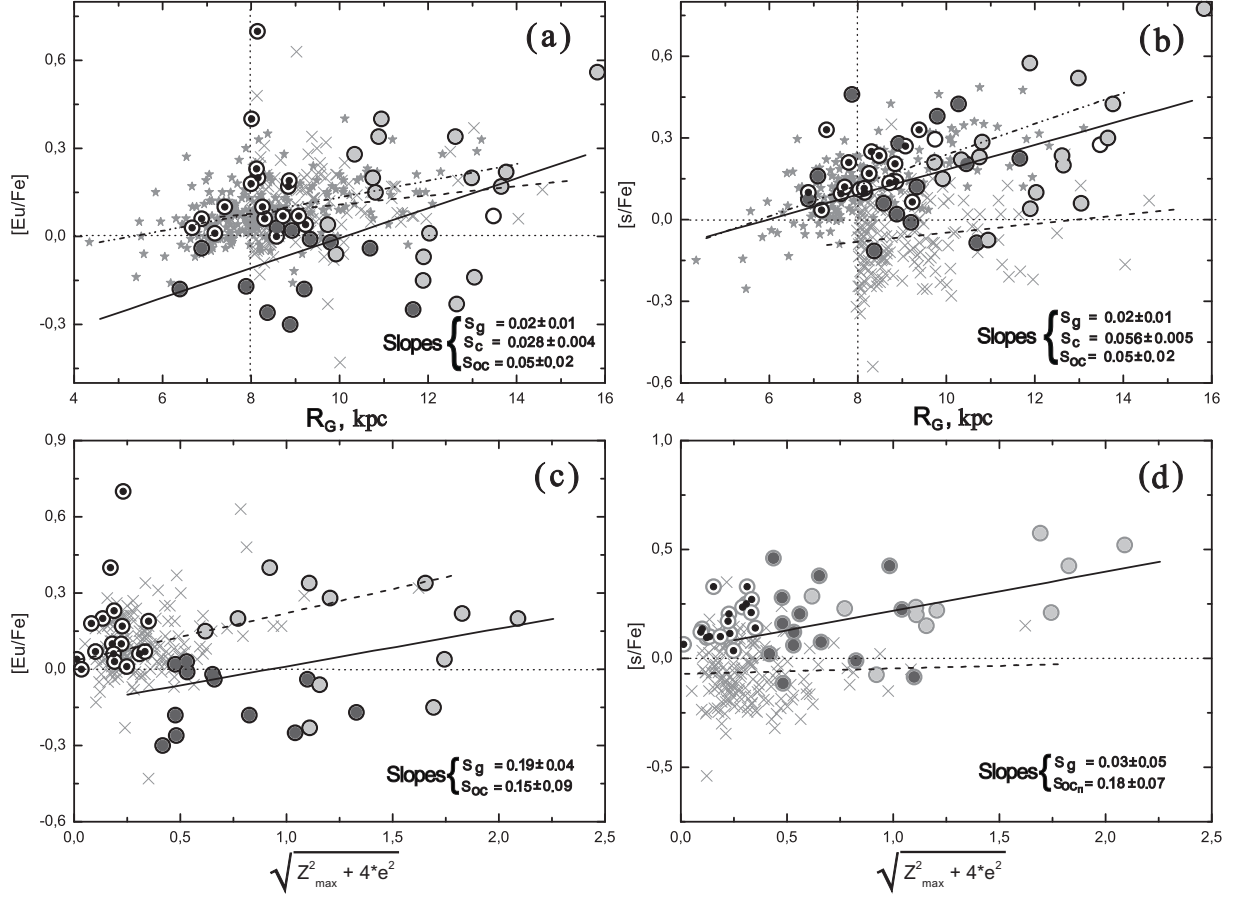 (a)
[Eu/Fe]
0,6
0,3
0,0
-0,3
Slopes { Sg = 0.02±0.01
Sc = 0.028±0.004
Soc = 0.05±0.02
4 6 8 10 12 14 16
RG, kpc
(b)
[s/Fe]
0,6
0,3
0,0
-0,3
-0,6
Slopes { Sg = 0.02±0.01
Sc = 0.056±0.005
Soc = 0.05±0.02
4 6 8 10 12 14 16
RG, kpc
(c)
[Eu/Fe]
0,9
0,6
0,3
0,0
-0,3
-0,6
Slopes { Sg = 0.19±0.04
Soc = 0.15±0.09
0,0 0,5 1,0 1,5 2,0 2,5
√Z²max + 4*e²
(d)
[s/Fe]
1,0
0,5
0,0
-0,5
Slopes { Sg = 0.03±0.05
Socn = 0.18±0.07
0,0 0,5 1,0 1,5 2,0 2,5
√Z²max + 4*e²